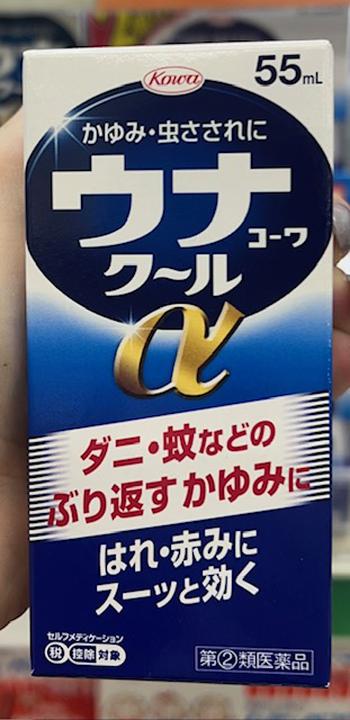 Kowa
55mL
かゆみ・虫さされに
ウナ
コーワ
クール
α
ダニ・蚊などの
ぶり返すかゆみに
はれ・赤みに
スーッと効く
セルフメディケーション
税 控除 対象
第②類医薬品